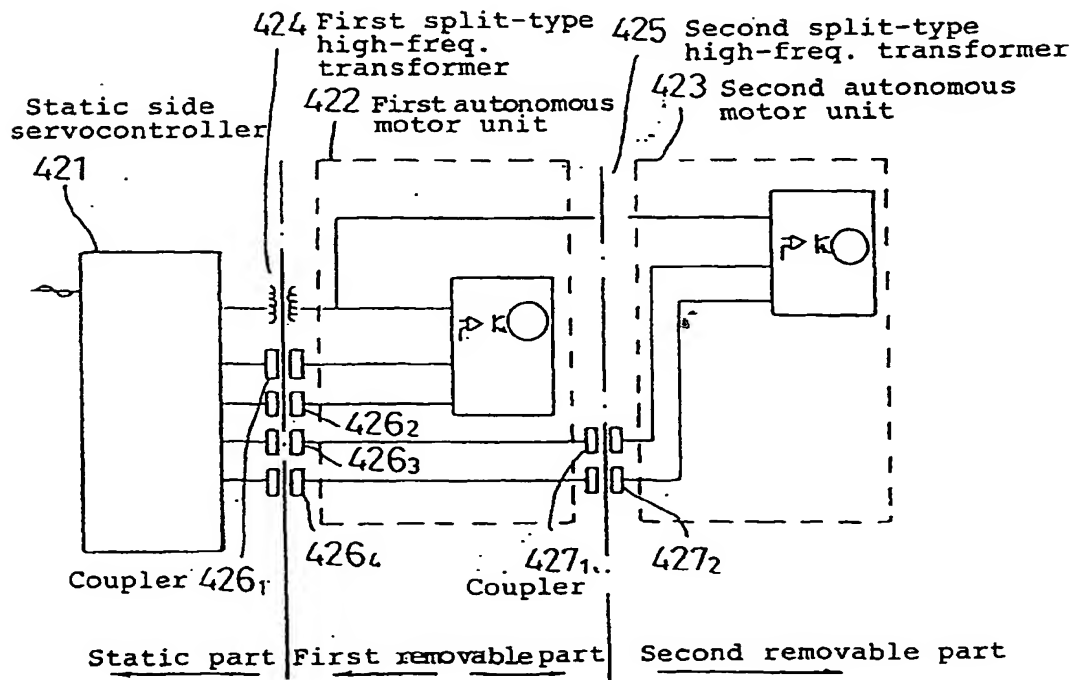 424 First split-type
high-freq.
transformer
425 Second split-type
high-freq. transformer
Static side
servocontroller
421
422 First autonomous
motor unit
423 Second autonomous
motor unit
426₂
426₃
426₄
Coupler 426₁
427₁
Coupler
427₂
Static part
First removable part
Second removable part